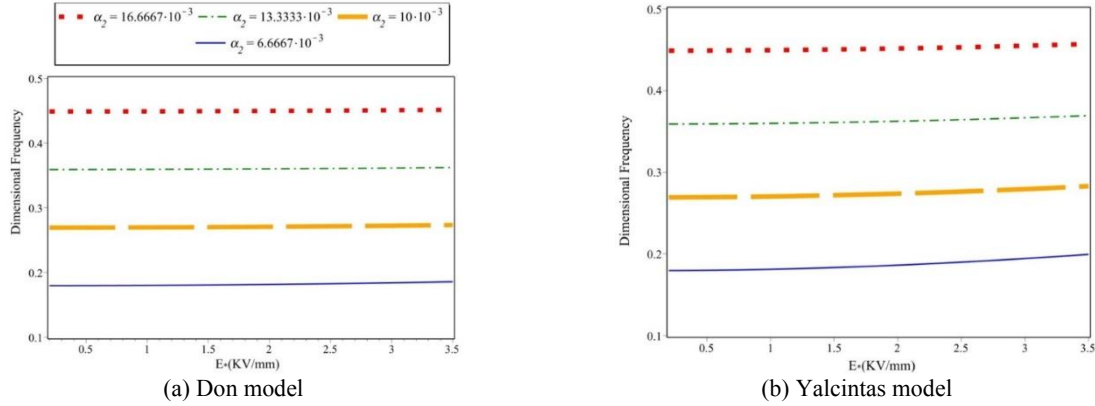 α₂ = 16.6667·10⁻³ α₂ = 13.3333·10⁻³ α₂ = 10·10⁻³
α₂ = 6.6667·10⁻³
Dimensional Frequency
0.5
0.4
0.3
0.2
0.1
0.5 1 1.5 2 2.5 3 3.5
E*(KV/mm)
(a) Don model
Dimensional Frequency
0.5
0.4
0.3
0.2
0.1
0.5 1 1.5 2 2.5 3 3.5
E*(KV/mm)
(b) Yalcintas model